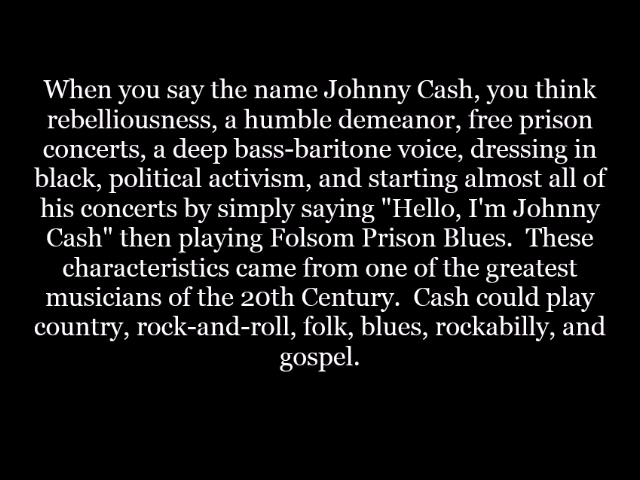 When you say the name Johnny Cash, you think
rebelliousness, a humble demeanor, free prison
concerts, a deep bass-baritone voice, dressing in
black, political activism, and starting almost all of
his concerts by simply saying "Hello, I'm Johnny
Cash" then playing Folsom Prison Blues.  These
characteristics came from one of the greatest
musicians of the 20th Century.  Cash could play
country, rock-and-roll, folk, blues, rockabilly, and
gospel.